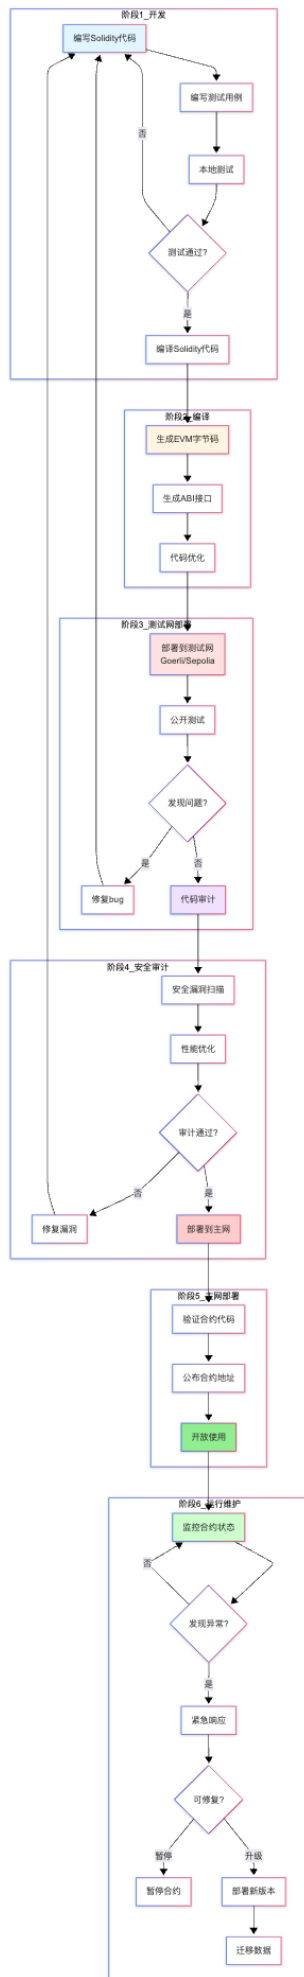 阶段1_开发
编写Solidity代码
编写测试用例
否
本地测试
测试通过?
是
编译Solidity代码
阶段2_编译
生成EVM字节码
生成ABI接口
代码优化
阶段3_测试网部署
部署到测试网
Goerli/Sepolia
公开测试
发现问题?
是
否
修复bug
代码审计
阶段4_安全审计
安全漏洞扫描
性能优化
审计通过?
否
是
修复漏洞
部署到主网
阶段5_主网部署
验证合约代码
公布合约地址
开放使用
阶段6_运行维护
监控合约状态
否
发现异常?
是
紧急响应
可修复?
暂停
升级
暂停合约
部署新版本
迁移数据